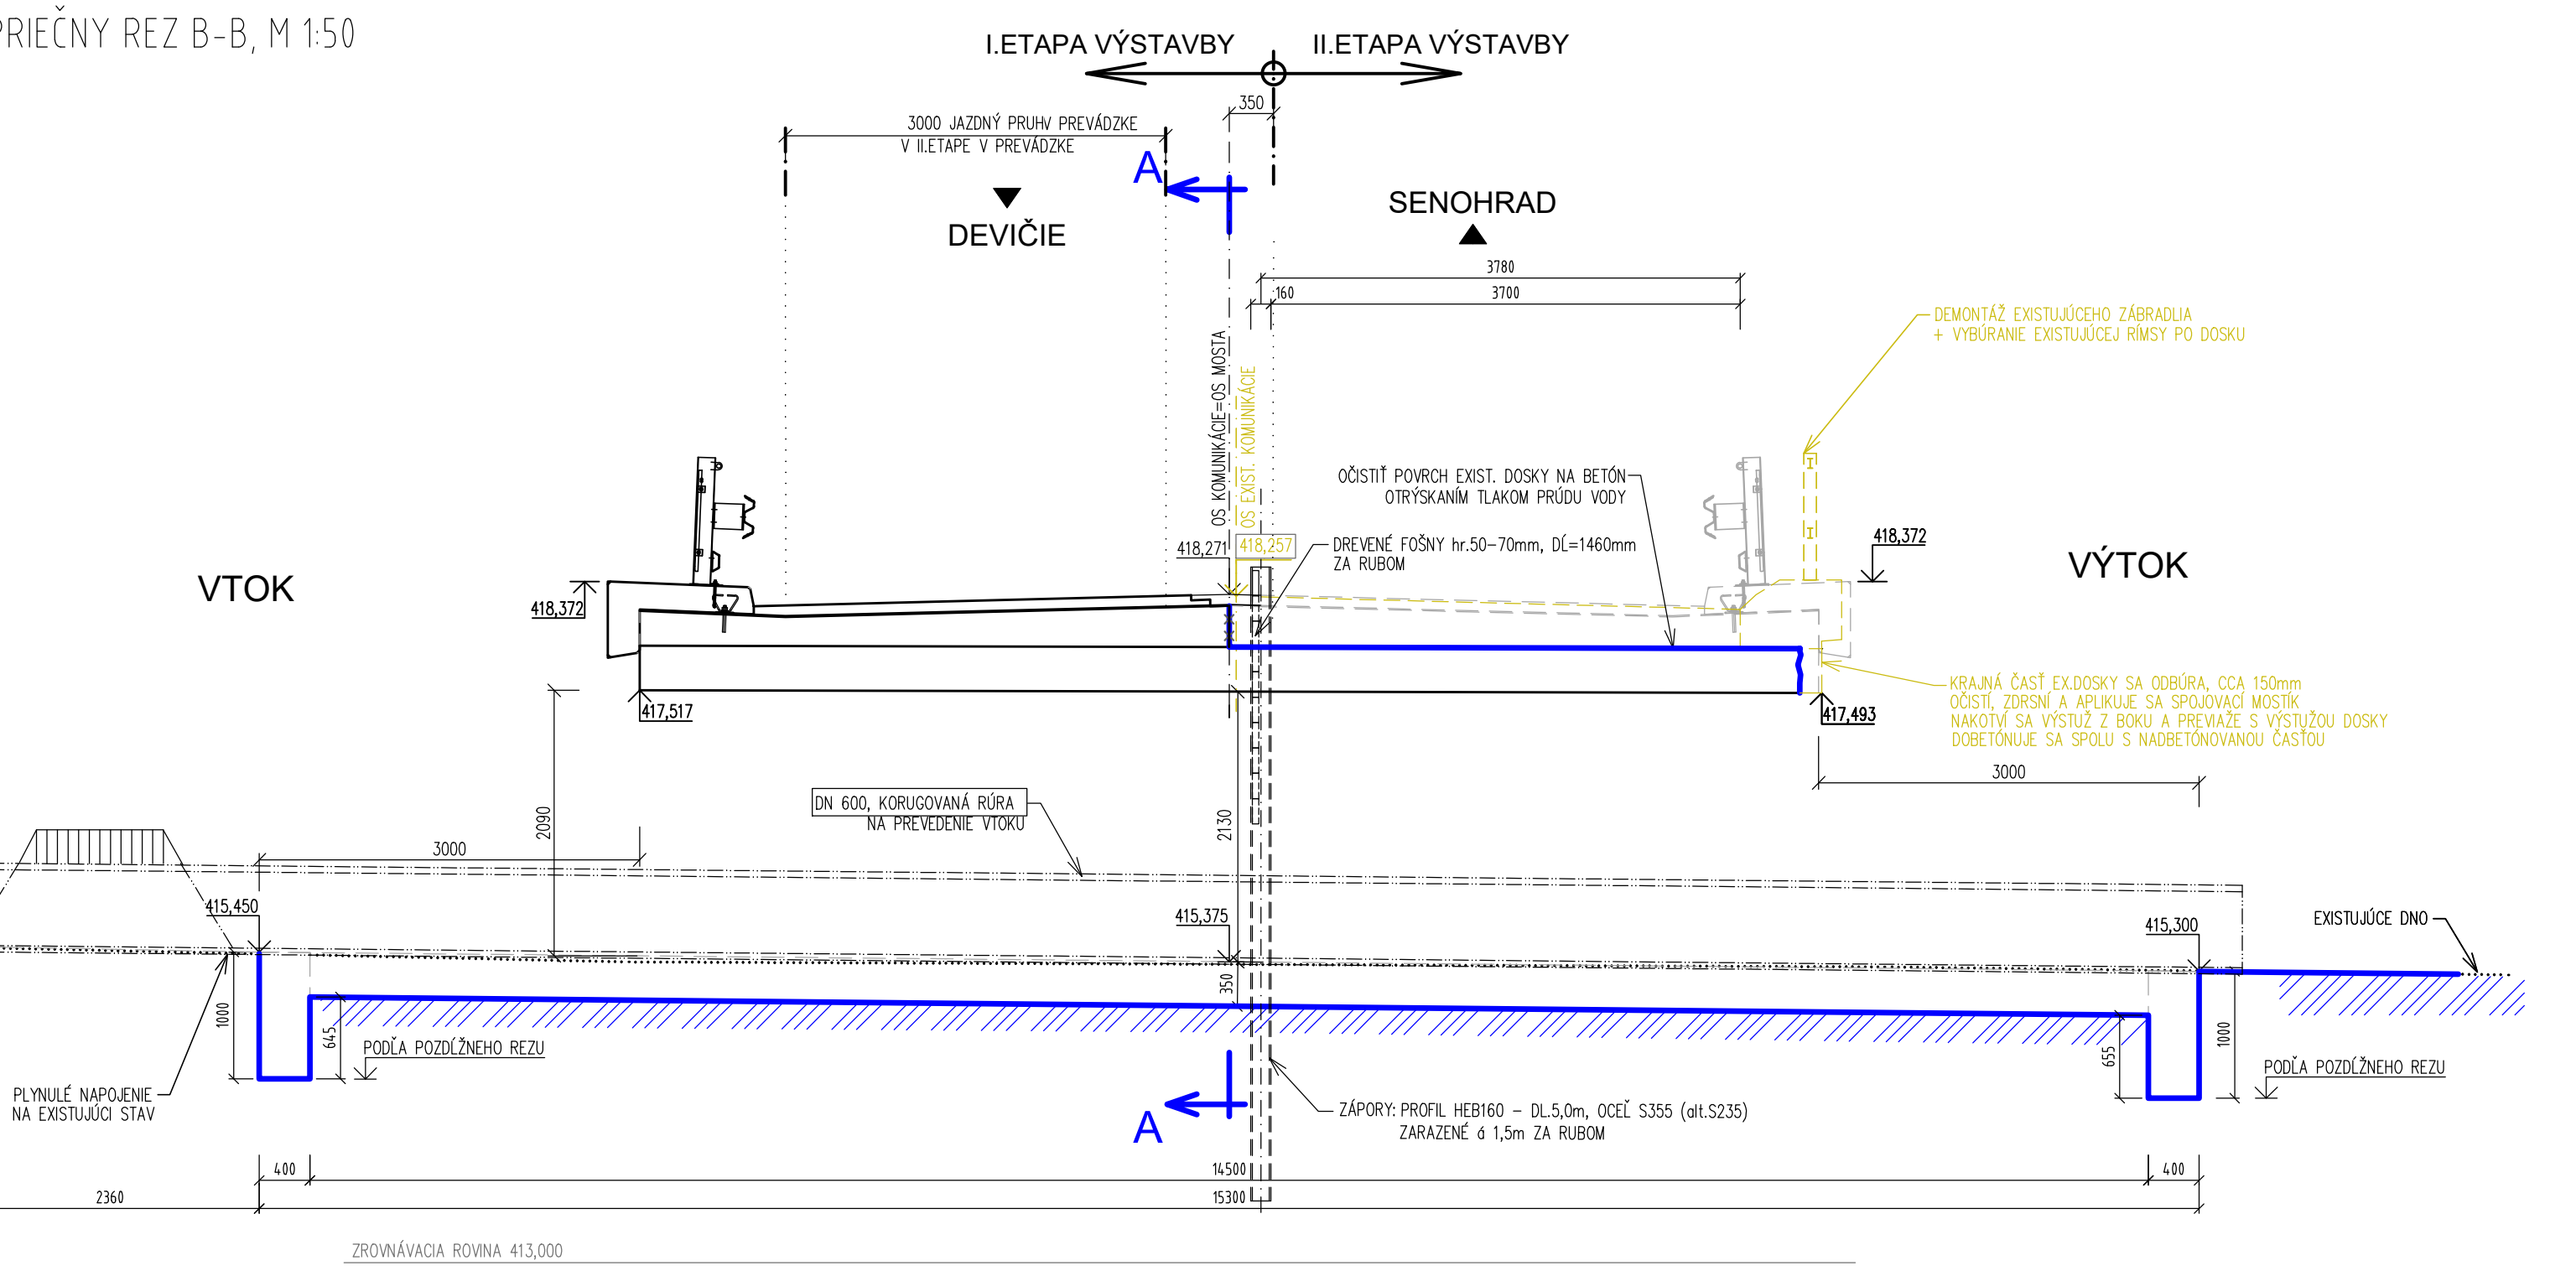 PRIEČNY REZ B-B, M 1:50
I.ETAPA VÝSTAVBY
II.ETAPA VÝSTAVBY
350
3000 JAZDNÝ PRUHV PREVÁDZKE
V II.ETAPE V PREVÁDZKE
A
DEVIČIE
SENOHRAD
3780
160
3700
DEMONTÁŽ EXISTUJÚCEHO ZÁBRADLIA
+ VYBÚRANIE EXISTUJÚCEJ RÍMSY PO DOSKU
OS KOMUNIKÁCIE=OS MOSTA
OS EXIST. KOMUNIKÁCIE
OČISTIŤ POVRCH EXIST. DOSKY NA BETÓN
OTRÝSKANÍM TLAKOM PRÚDU VODY
418,271
418,257
DREVENÉ FOŠNY hr.50-70mm, DĹ=1460mm
ZA RUBOM
418,372
VTOK
VÝTOK
418,372
417,517
417,493
KRAJNÁ ČASŤ EX.DOSKY SA ODBÚRA, CCA 150mm
OČISTÍ, ZDRSNÍ A APLIKUJE SA SPOJOVACÍ MOSTÍK
NAKOTVÍ SA VÝSTUŽ Z BOKU A PREVIAŽE S VÝSTUŽOU DOSKY
DOBETÓNUJE SA SPOLU S NADBETÓNOVANOU ČASŤOU
3000
2090
DN 600, KORUGOVANÁ RÚRA
NA PREVEDENIE VTOKU
2130
3000
415,450
415,375
415,300
EXISTUJÚCE DNO
350
1000
645
PODĽA POZDĹŽNEHO REZU
655
1000
PODĽA POZDĹŽNEHO REZU
PLYNULÉ NAPOJENIE
NA EXISTUJÚCI STAV
A
ZÁPORY: PROFIL HEB160 - DL.5,0m, OCEĽ S355 (alt.S235)
ZARAZENÉ á 1,5m ZA RUBOM
400
14500
400
2360
15300
ZROVNÁVACIA ROVINA 413,000